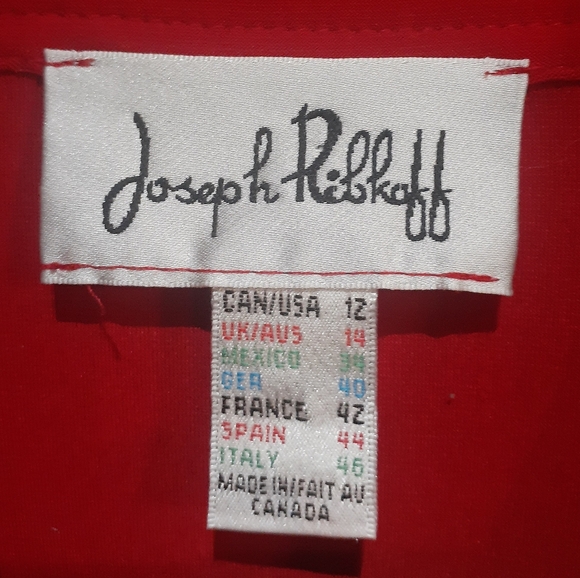 Joseph Ribkoff
CAN/USA 12
UK/AUS 14
MEXICO 34
GER 40
FRANCE 42
SPAIN 44
ITALY 46
MADE IN/FAIT AU
CANADA